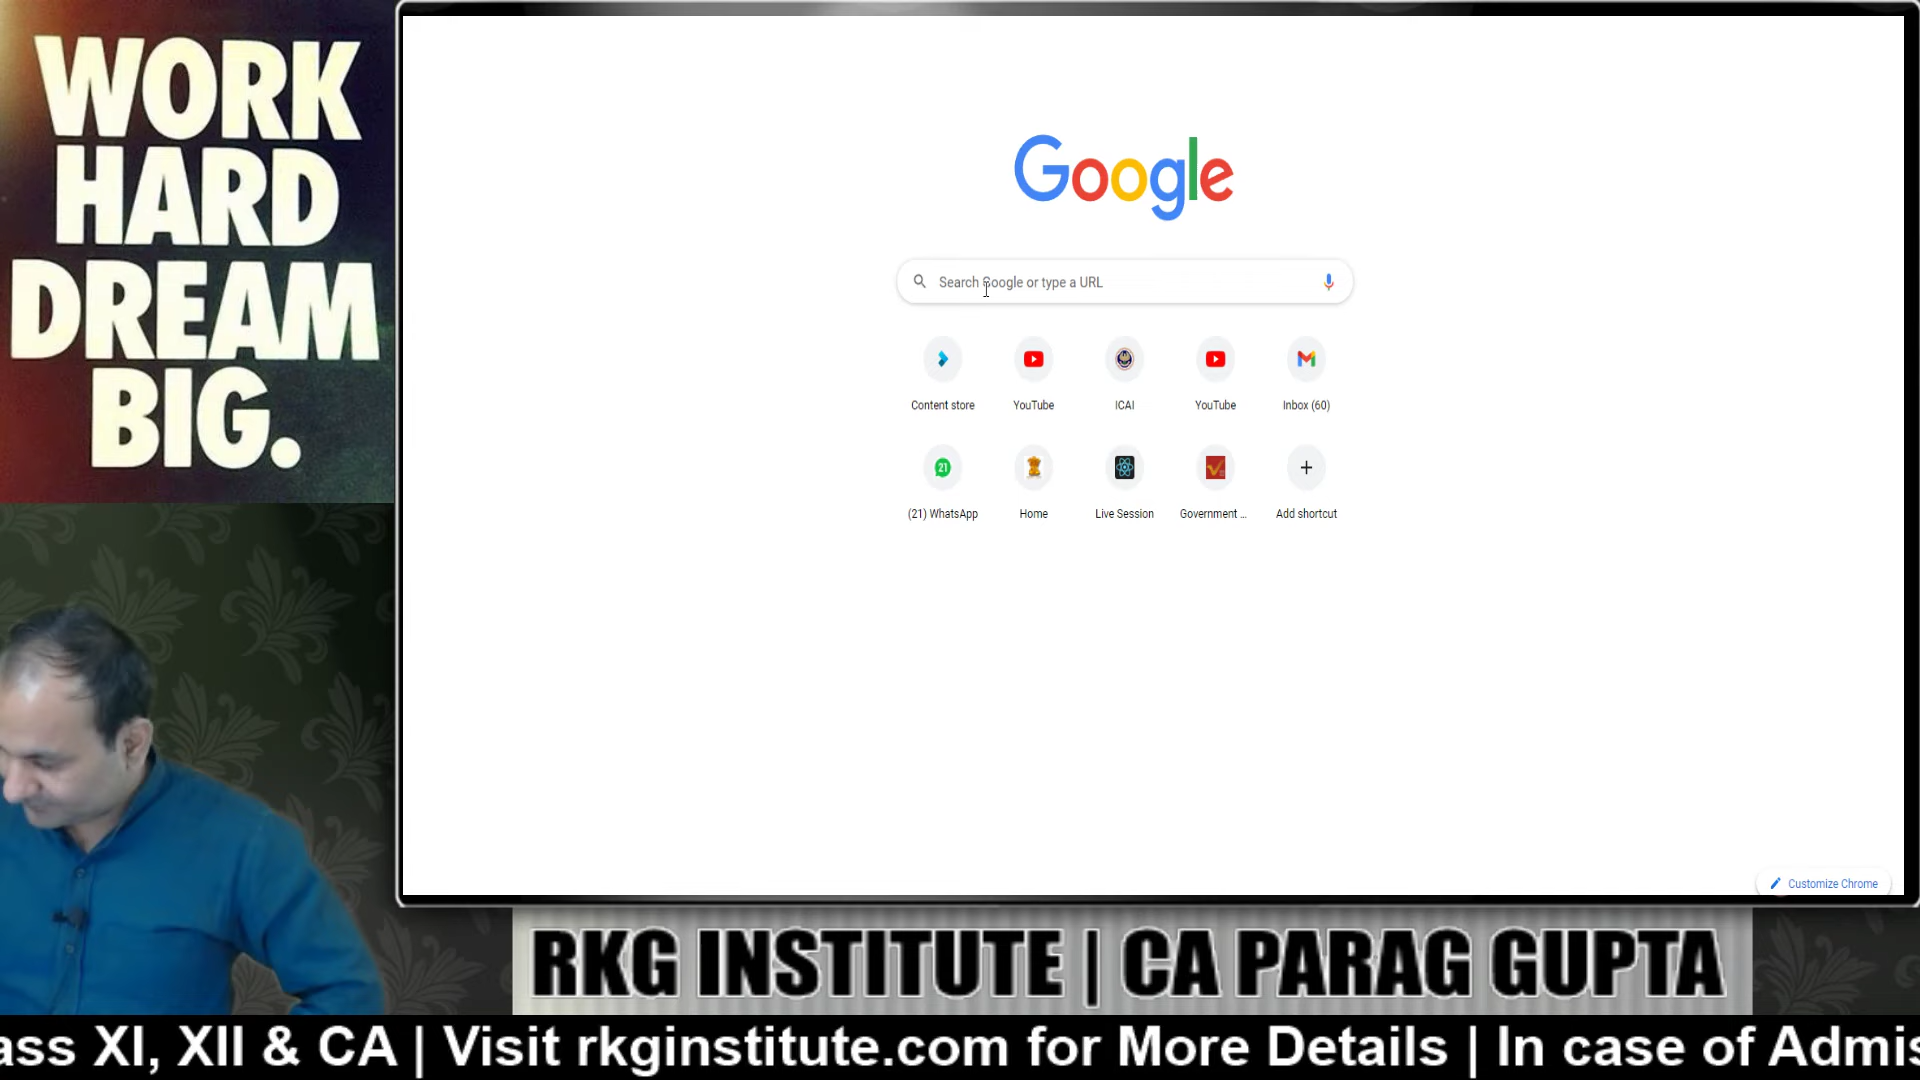 WORK
HARD
DREAM
BIG.
Google
Search Google or type a URL
Content store
YouTube
ICAI
YouTube
Inbox (60)
21
(21) WhatsApp
Home
Live Session
Government ...
Add shortcut
Customize Chrome
RKG INSTITUTE | CA PARAG GUPTA
ass XI, XII & CA | Visit rkginstitute.com for More Details | In case of Admis